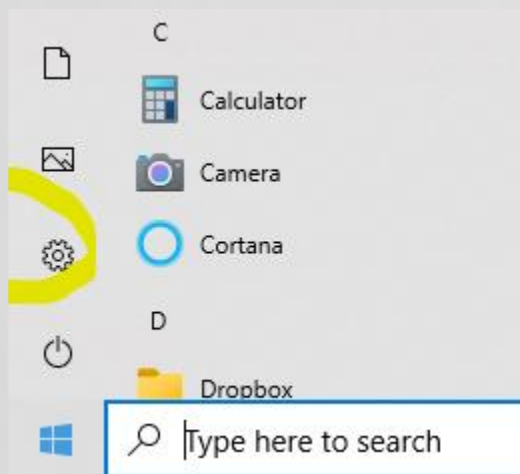 C
Calculator
Camera
Cortana
D
Dropbox
Type here to search